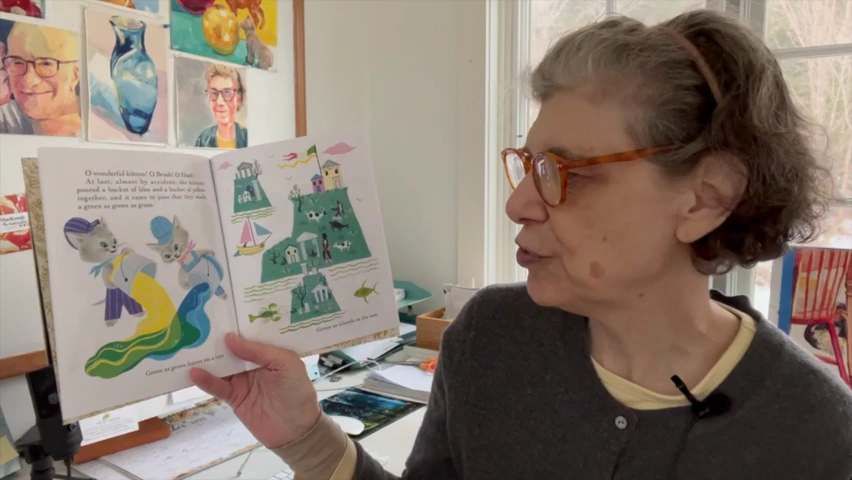 O wonderful kittens! O Brush! O Hush!
At last, almost by accident, the kittens
poured a bucket of blue and a bucket of yellow
together, and it came to pass that they made
a green as green as grass.
Green as green leaves on a tree
Green as islands in the sea.